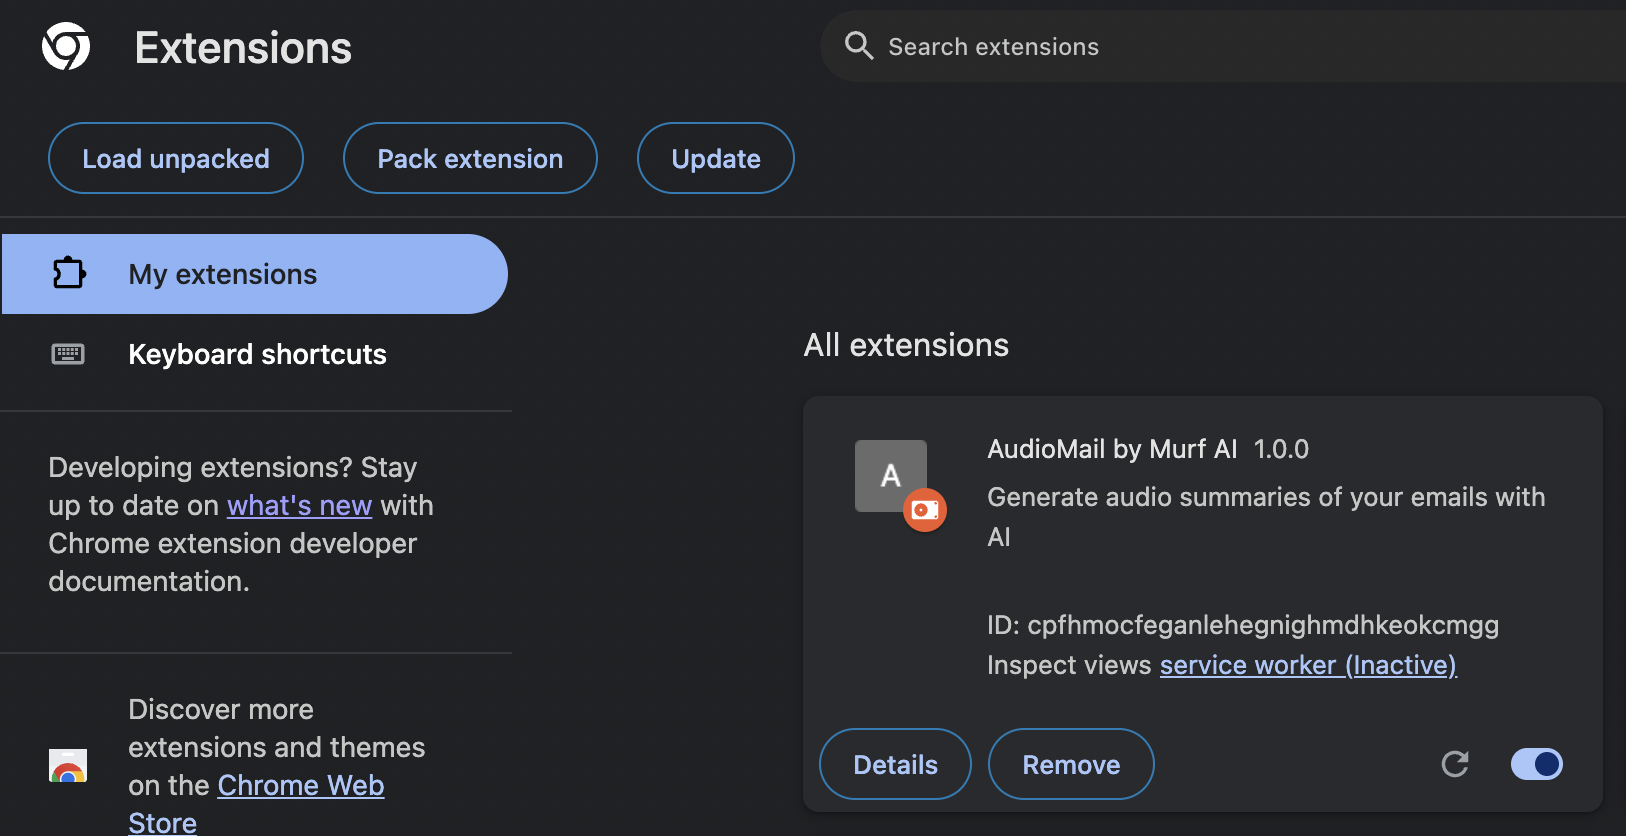 Extensions
Search extensions
Load unpacked
Pack extension
Update
My extensions
Keyboard shortcuts
Developing extensions? Stay
up to date on what's new with
Chrome extension developer
documentation.
Discover more
extensions and themes
on the Chrome Web
Store
All extensions
A
AudioMail by Murf AI 1.0.0
Generate audio summaries of your emails with
AI
ID: cpfhmocfeganlehegnighmdhkeokcmgg
Inspect views service worker (Inactive)
Details
Remove